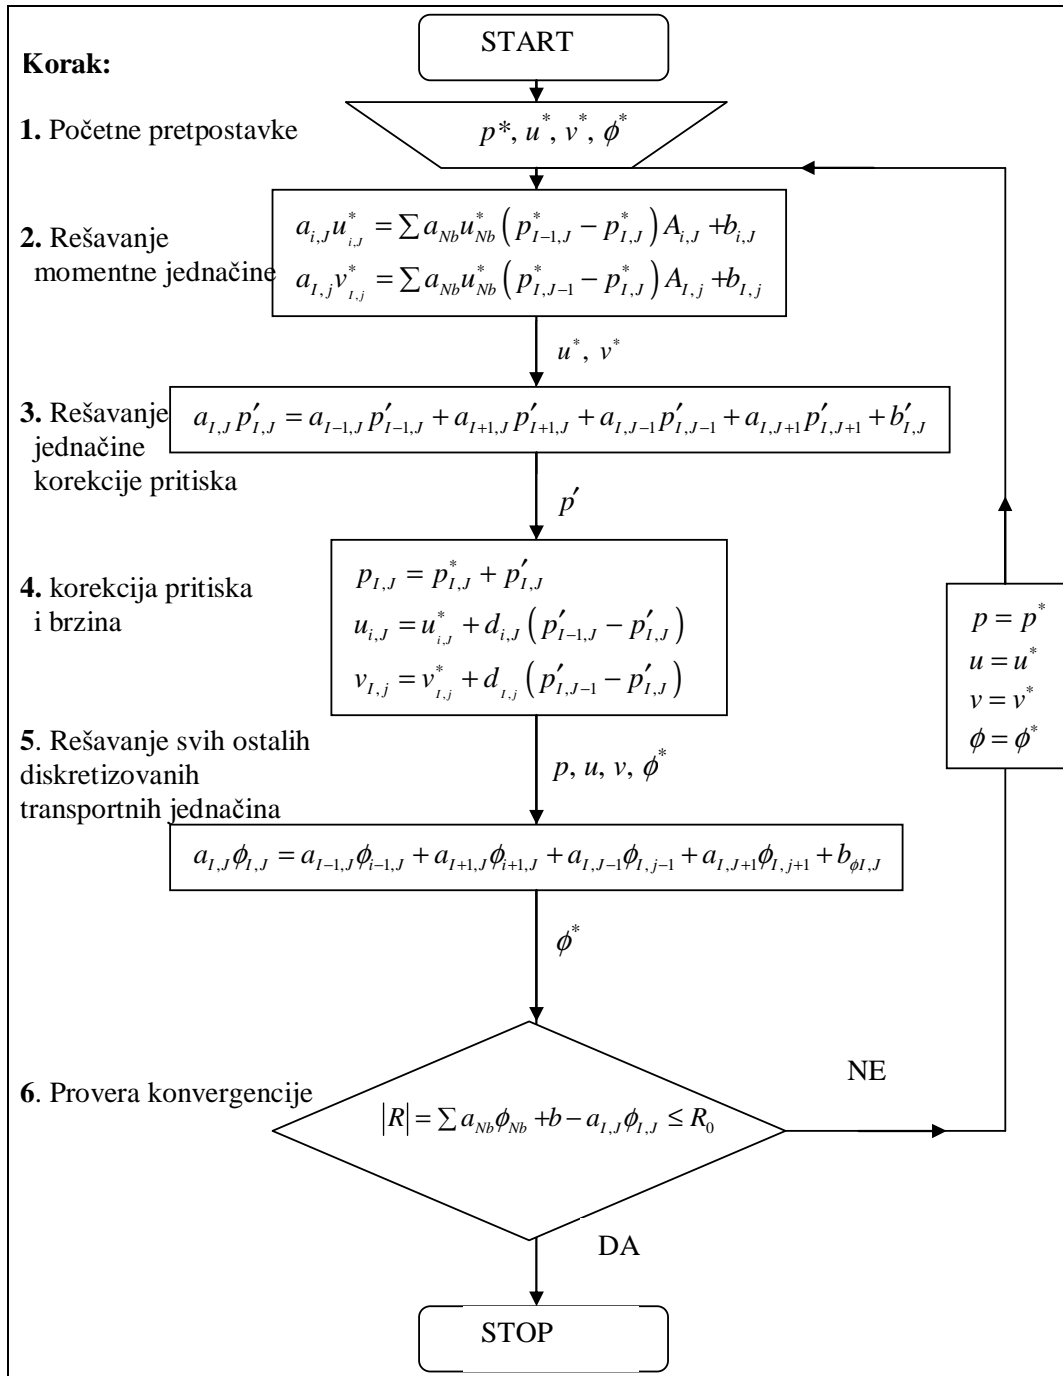 START
Korak:
1. Početne pretpostavke
p*, u*, v*, ϕ*
2. Rešavanje
momentne jednačine
a_{i,J} u*_{i,J} = ∑ a_{Nb} u*_{Nb} (p*_{I−1,J} − p*_{I,J}) A_{i,J} + b_{i,J}
a_{I,j} v*_{I,j} = ∑ a_{Nb} u*_{Nb} (p*_{I,J−1} − p*_{I,J}) A_{I,j} + b_{I,j}
u*, v*
3. Rešavanje
jednačine
korekcije pritiska
a_{I,J} p′_{I,J} = a_{I−1,J} p′_{I−1,J} + a_{I+1,J} p′_{I+1,J} + a_{I,J−1} p′_{I,J−1} + a_{I,J+1} p′_{I,J+1} + b′_{I,J}
p′
4. korekcija pritiska
i brzina
p_{I,J} = p*_{I,J} + p′_{I,J}
u_{i,J} = u*_{i,J} + d_{i,J} (p′_{I−1,J} − p′_{I,J})
v_{I,j} = v*_{I,j} + d_{I,j} (p′_{I,J−1} − p′_{I,J})
p = p*
u = u*
v = v*
ϕ = ϕ*
5. Rešavanje svih ostalih
diskretizovanih
transportnih jednačina
p, u, v, ϕ*
a_{I,J} ϕ_{I,J} = a_{I−1,J} ϕ_{i−1,J} + a_{I+1,J} ϕ_{i+1,J} + a_{I,J−1} ϕ_{I,j−1} + a_{I,J+1} ϕ_{I,j+1} + b_{ϕI,J}
ϕ*
6. Provera konvergencije
|R| = ∑ a_{Nb} ϕ_{Nb} + b − a_{I,J} ϕ_{I,J} ≤ R_0
NE
DA
STOP